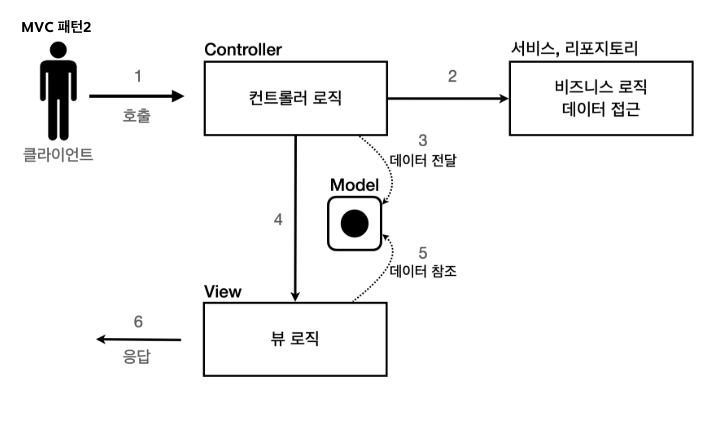 MVC 패턴2
클라이언트
1
호출
Controller
컨트롤러 로직
2
서비스, 리포지토리
비즈니스 로직
데이터 접근
3
데이터 전달
Model
4
5
데이터 참조
View
뷰 로직
6
응답